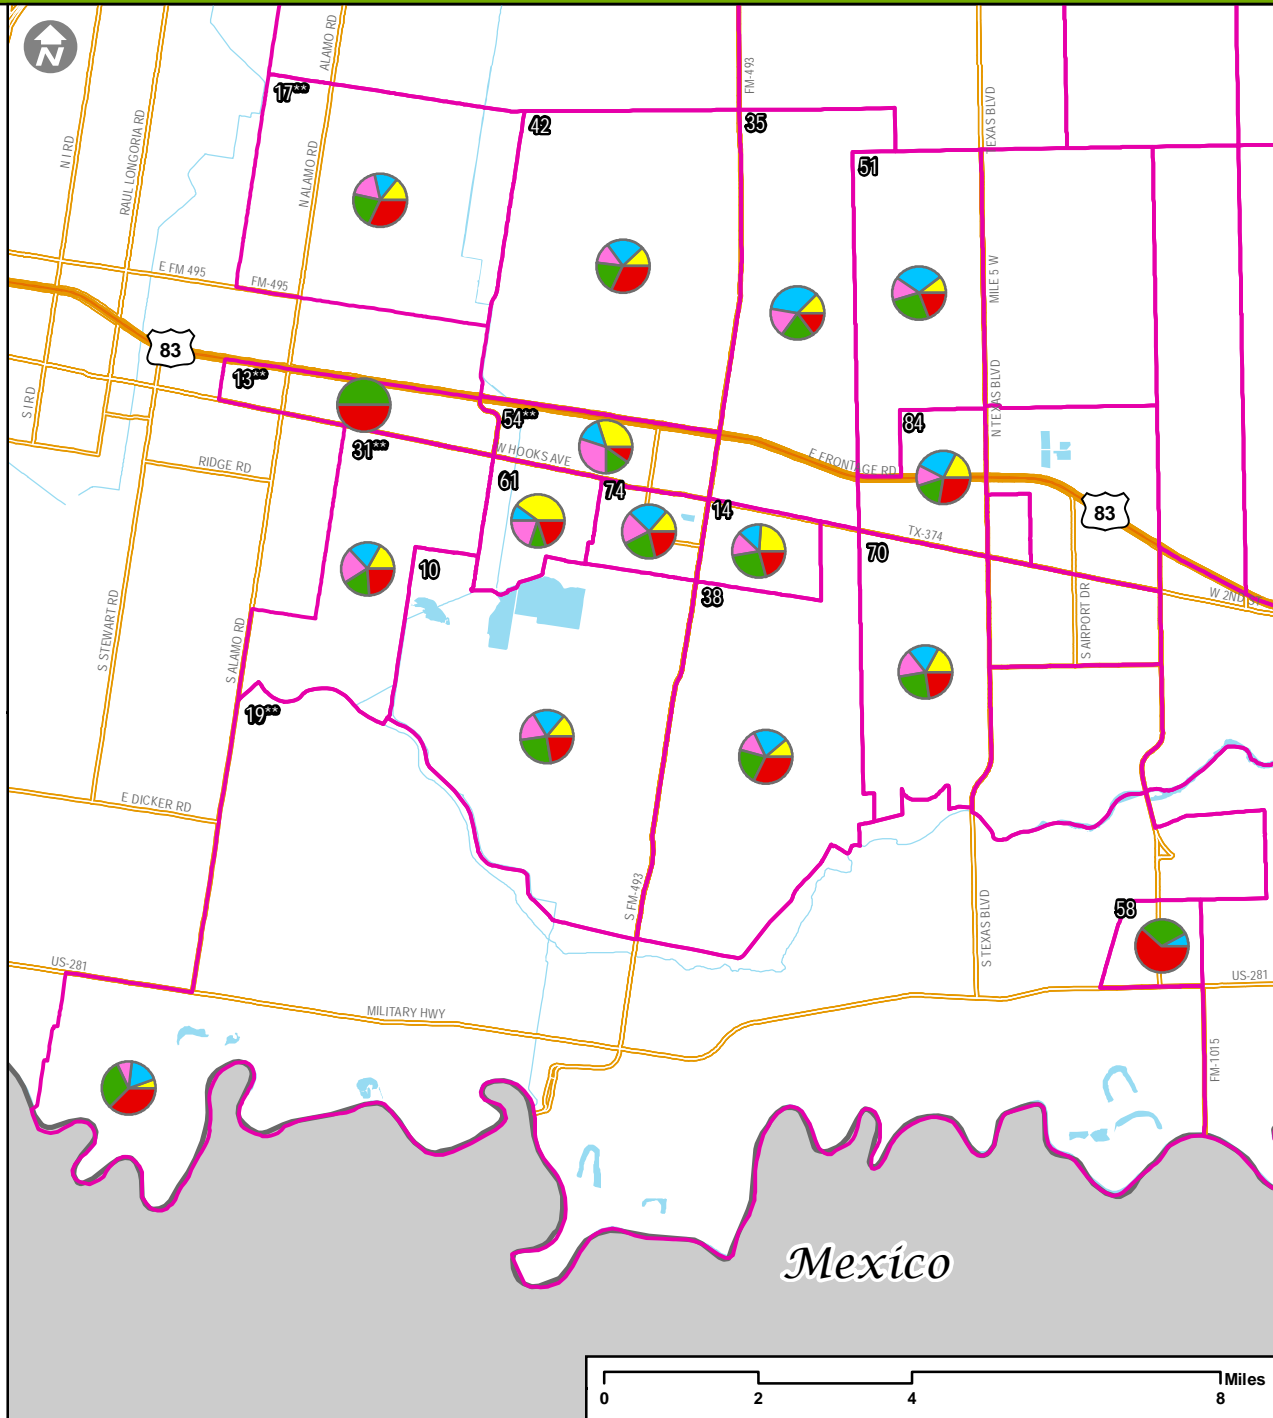 N
ALAMO RD
FM-493
TEXAS BLVD
17**
42
35
51
N I RD
RAUL LONGORIA RD
N ALAMO RD
MILE 5 W
E FM 495
FM-495
83
13**
54**
N TEXAS BLVD
84
S I RD
31**
W HOOKS AVE
E FRONTAGE RD
RIDGE RD
61
74
14
83
TX-374
70
10
38
W 2ND ST
S STEWART RD
S ALAMO RD
S AIRPORT DR
19**
E DICKER RD
S FM-493
S TEXAS BLVD
58
US-281
US-281
MILITARY HWY
FM-1015
Mexico
Miles
0 2 4 8